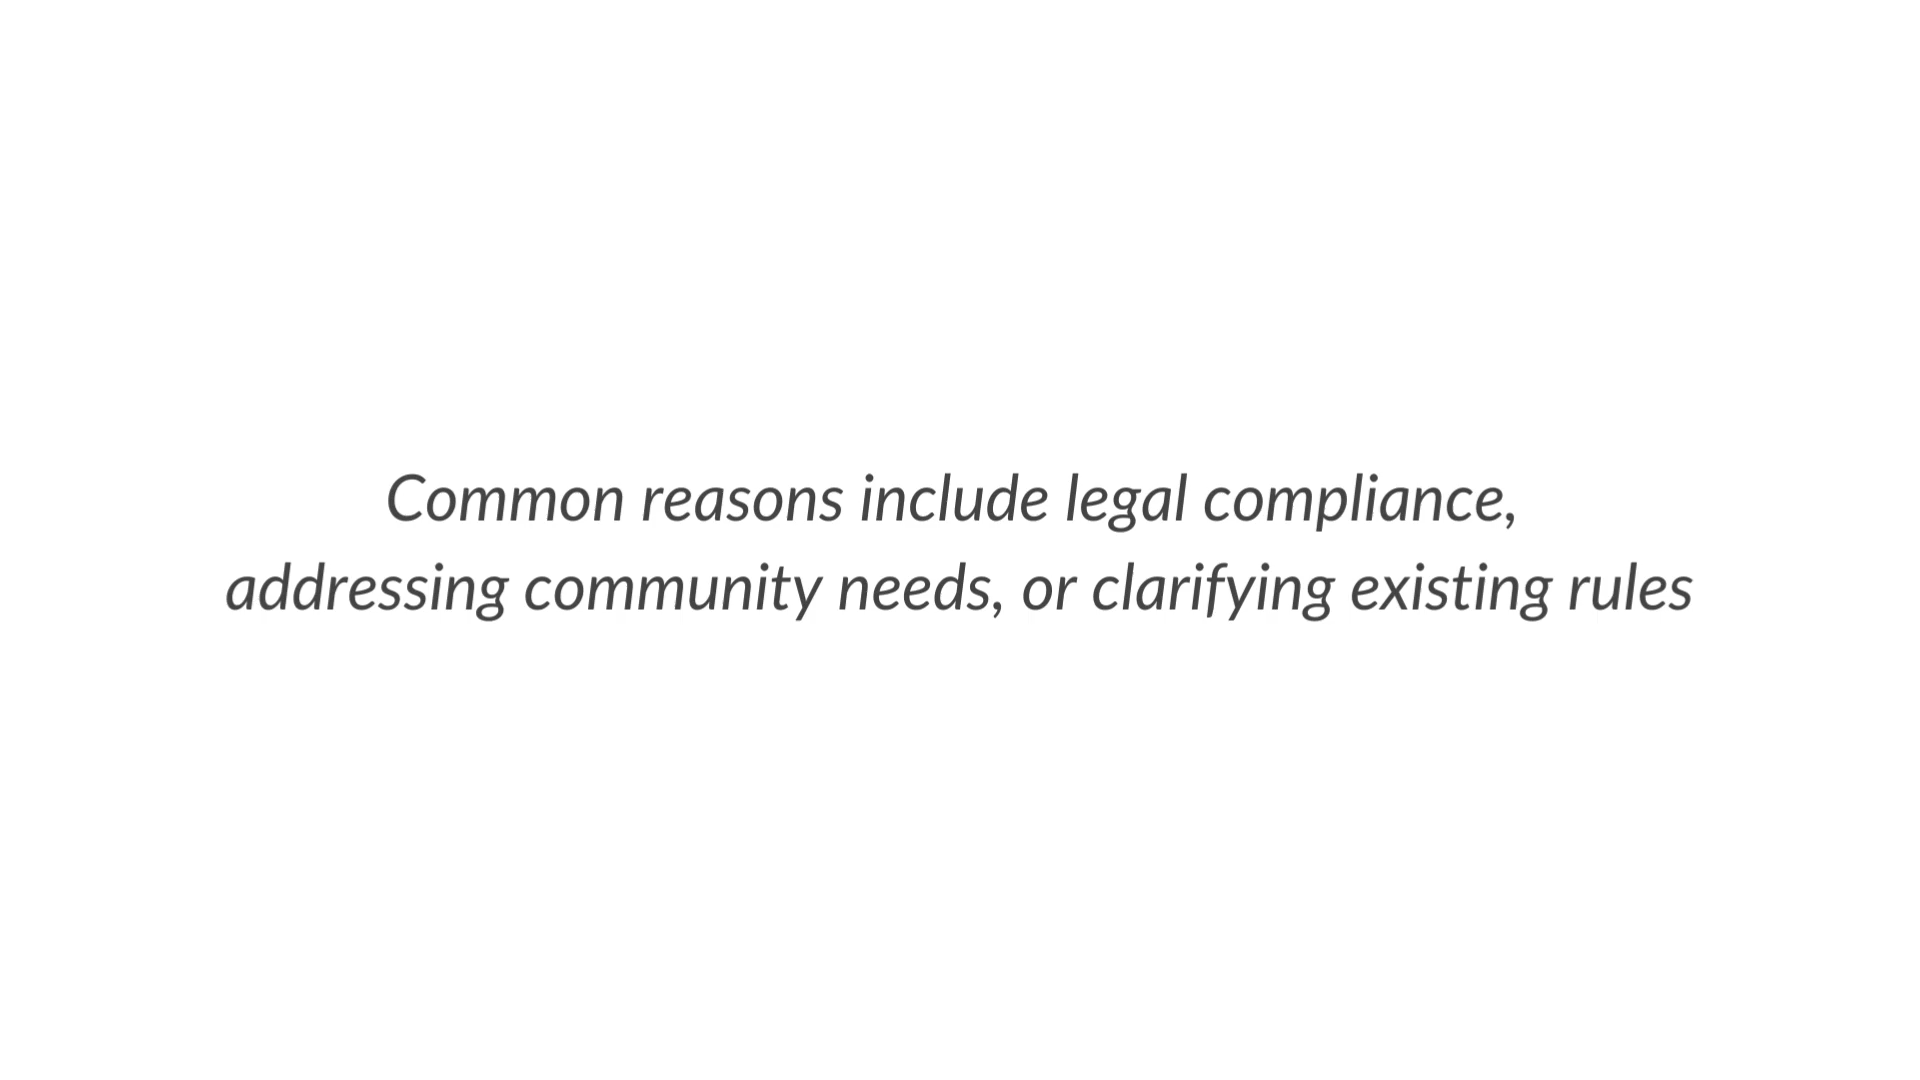 Common reasons include legal compliance,
addressing community needs, or clarifying existing rules